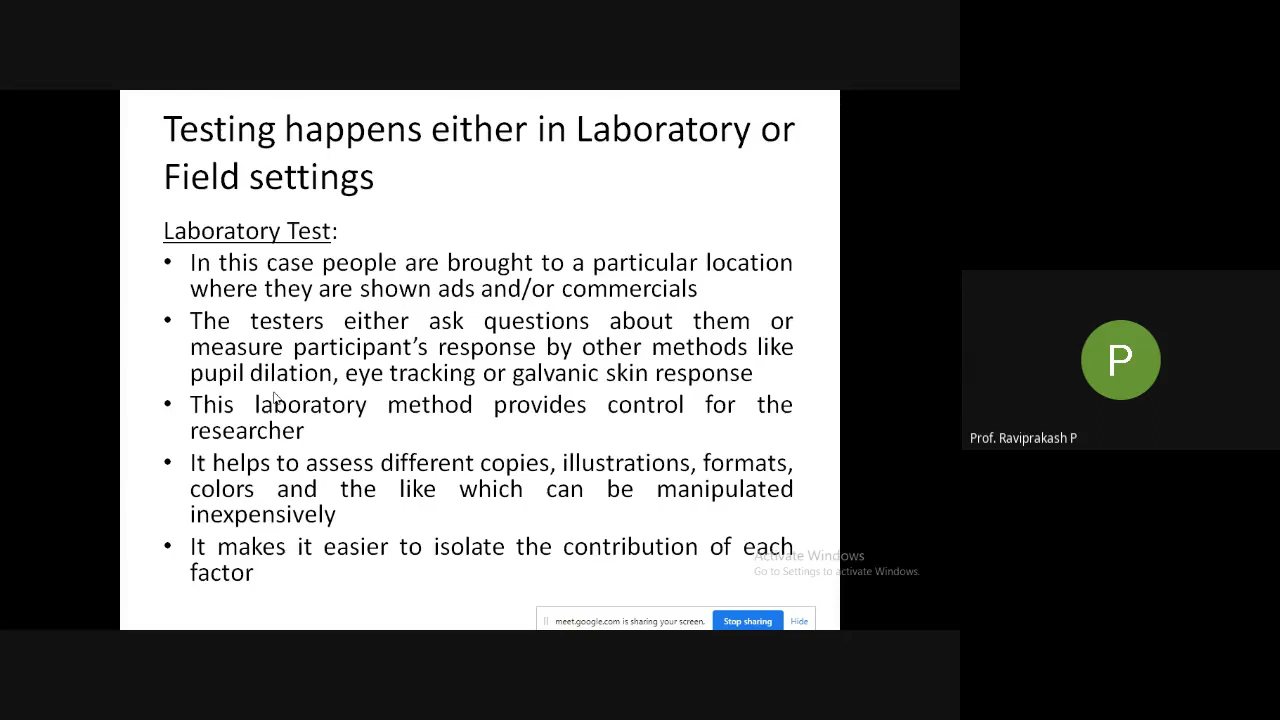 Testing happens either in Laboratory or
Field settings
Laboratory Test:
• In this case people are brought to a particular location
where they are shown ads and/or commercials
• The testers either ask questions about them or
measure participant’s response by other methods like
pupil dilation, eye tracking or galvanic skin response
• This laboratory method provides control for the
researcher
• It helps to assess different copies, illustrations, formats,
colors and the like which can be manipulated
inexpensively
• It makes it easier to isolate the contribution of each
factor
Activate Windows
Go to Settings to activate Windows.
meet.google.com is sharing your screen.
Stop sharing
Hide
P
Prof. Raviprakash P